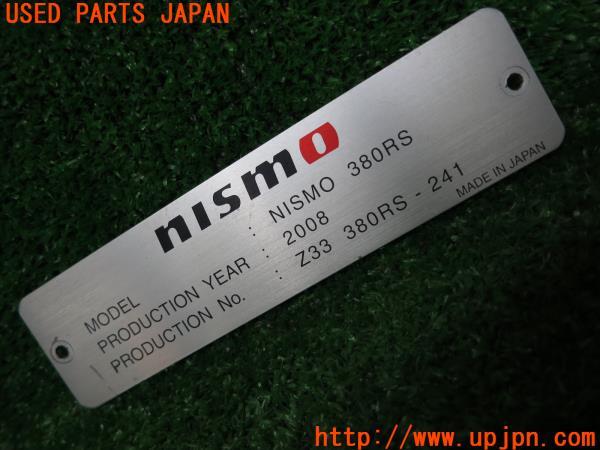 USED PARTS JAPAN
nismo
MODEL : NISMO 380RS
PRODUCTION YEAR : 2008
PRODUCTION No. : Z33 380RS - 241
MADE IN JAPAN
http://www.upjpn.com